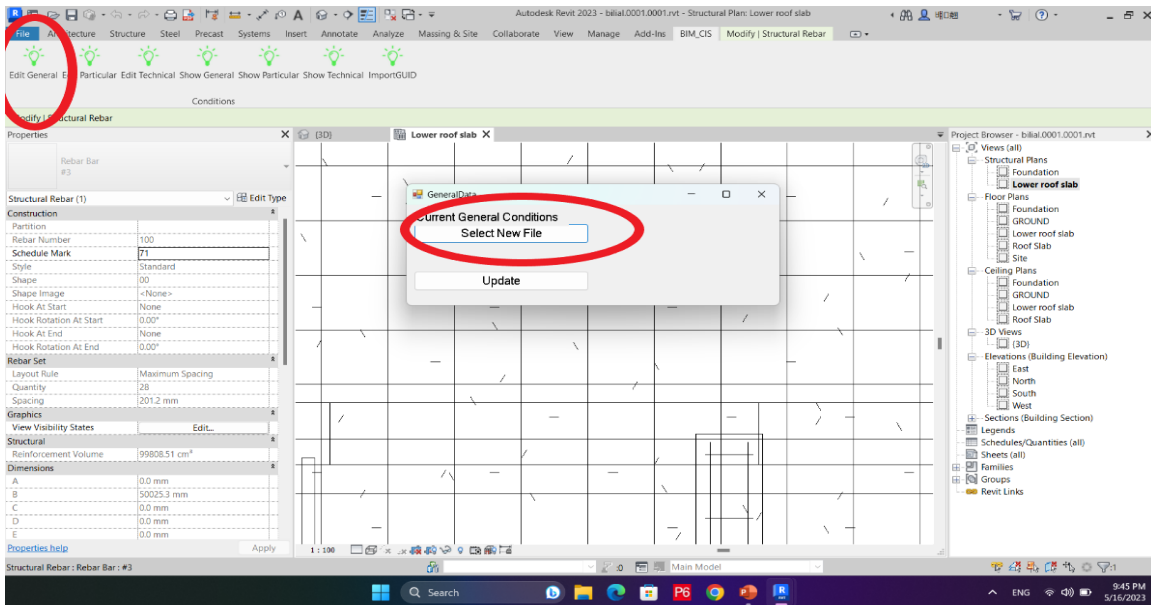 Autodesk Revit 2023 - bilial.0001.0001.rvt - Structural Plan: Lower roof slab
File Architecture Structure Steel Precast Systems Insert Annotate Analyze Massing & Site Collaborate View Manage Add-Ins BIM_CIS Modify | Structural Rebar
Edit General Particular Edit Technical Show General Show Particular Show Technical ImportGUID
Conditions
Modify | Structural Rebar
Properties
{3D}
Lower roof slab
Project Browser - bilial.0001.0001.rvt
Rebar Bar
#3
Structural Rebar (1)
Edit Type
Construction
Partition
Rebar Number 100
Schedule Mark 71
Style Standard
Shape 00
Shape Image <None>
Hook At Start None
Hook Rotation At Start 0.00°
Hook At End None
Hook Rotation At End 0.00°
Rebar Set
Layout Rule Maximum Spacing
Quantity 28
Spacing 201.2 mm
Graphics
View Visibility States Edit...
Structural
Reinforcement Volume 99808.51 cm³
Dimensions
A 0.0 mm
B 50025.3 mm
C 0.0 mm
D 0.0 mm
E 0.0 mm
Properties help Apply
GeneralData
Current General Conditions
Select New File
Update
Views (all)
Structural Plans
Foundation
Lower roof slab
Floor Plans
Foundation
GROUND
Lower roof slab
Roof Slab
Site
Ceiling Plans
Foundation
GROUND
Lower roof slab
Roof Slab
3D Views
{3D}
Elevations (Building Elevation)
East
North
South
West
Sections (Building Section)
Legends
Schedules/Quantities (all)
Sheets (all)
Families
Groups
Revit Links
1 : 100
Structural Rebar : Rebar Bar : #3
:0
Main Model
:1
Search
P6
ENG
9:45 PM
5/16/2023